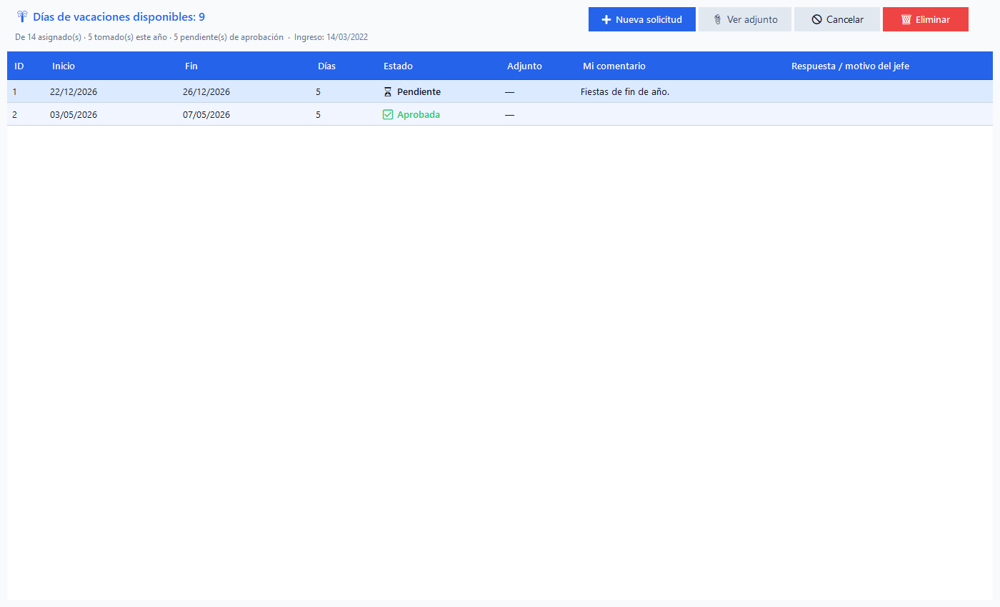 Días de vacaciones disponibles: 9
De 14 asignado(s) · 5 tomado(s) este año · 5 pendiente(s) de aprobación · Ingreso: 14/03/2022
Nueva solicitud Ver adjunto Cancelar Eliminar
ID Inicio Fin Días Estado Adjunto Mi comentario Respuesta / motivo del jefe
1 22/12/2026 26/12/2026 5 Pendiente — Fiestas de fin de año.
2 03/05/2026 07/05/2026 5 Aprobada —